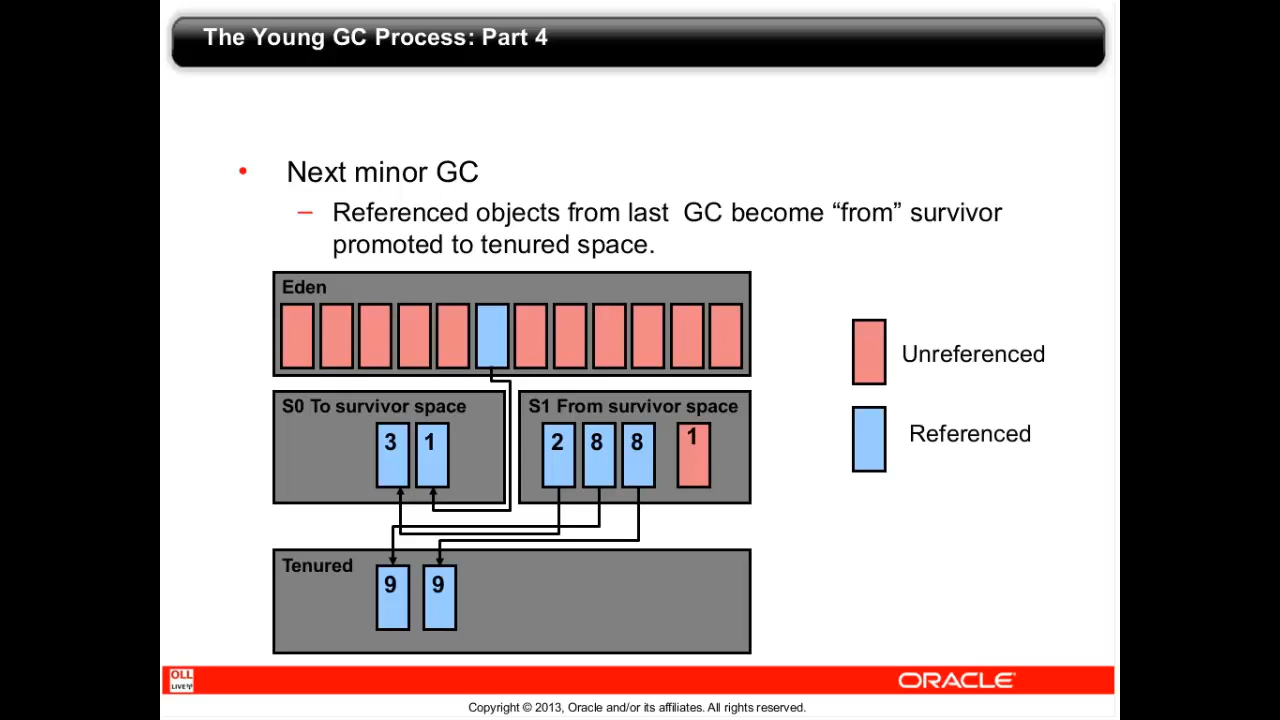 The Young GC Process: Part 4
• Next minor GC
– Referenced objects from last GC become “from” survivor
promoted to tenured space.
Eden
Unreferenced
Referenced
S0 To survivor space
3 1
S1 From survivor space
2 8 8 1
Tenured
9 9
OLL
LIVE
ORACLE
Copyright © 2013, Oracle and/or its affiliates. All rights reserved.